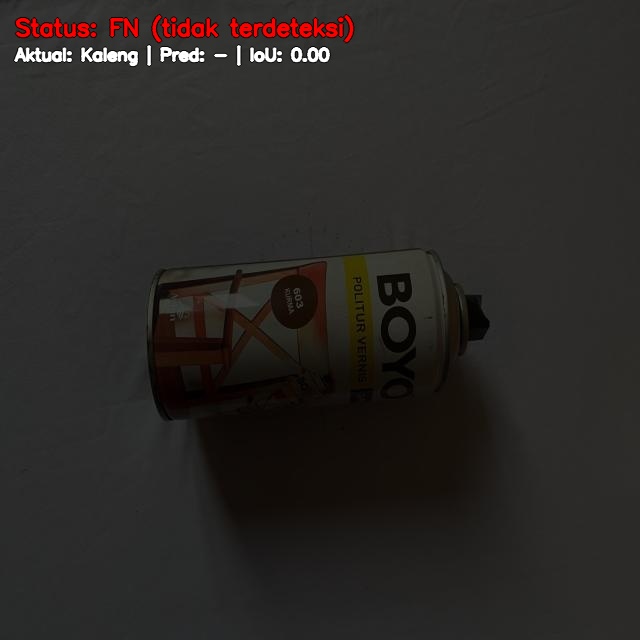 Status: FN (tidak terdeteksi)
Aktual: Kaleng | Pred: - | IoU: 0.00
BOYO
POLITUR VERNIS
603
KURMA